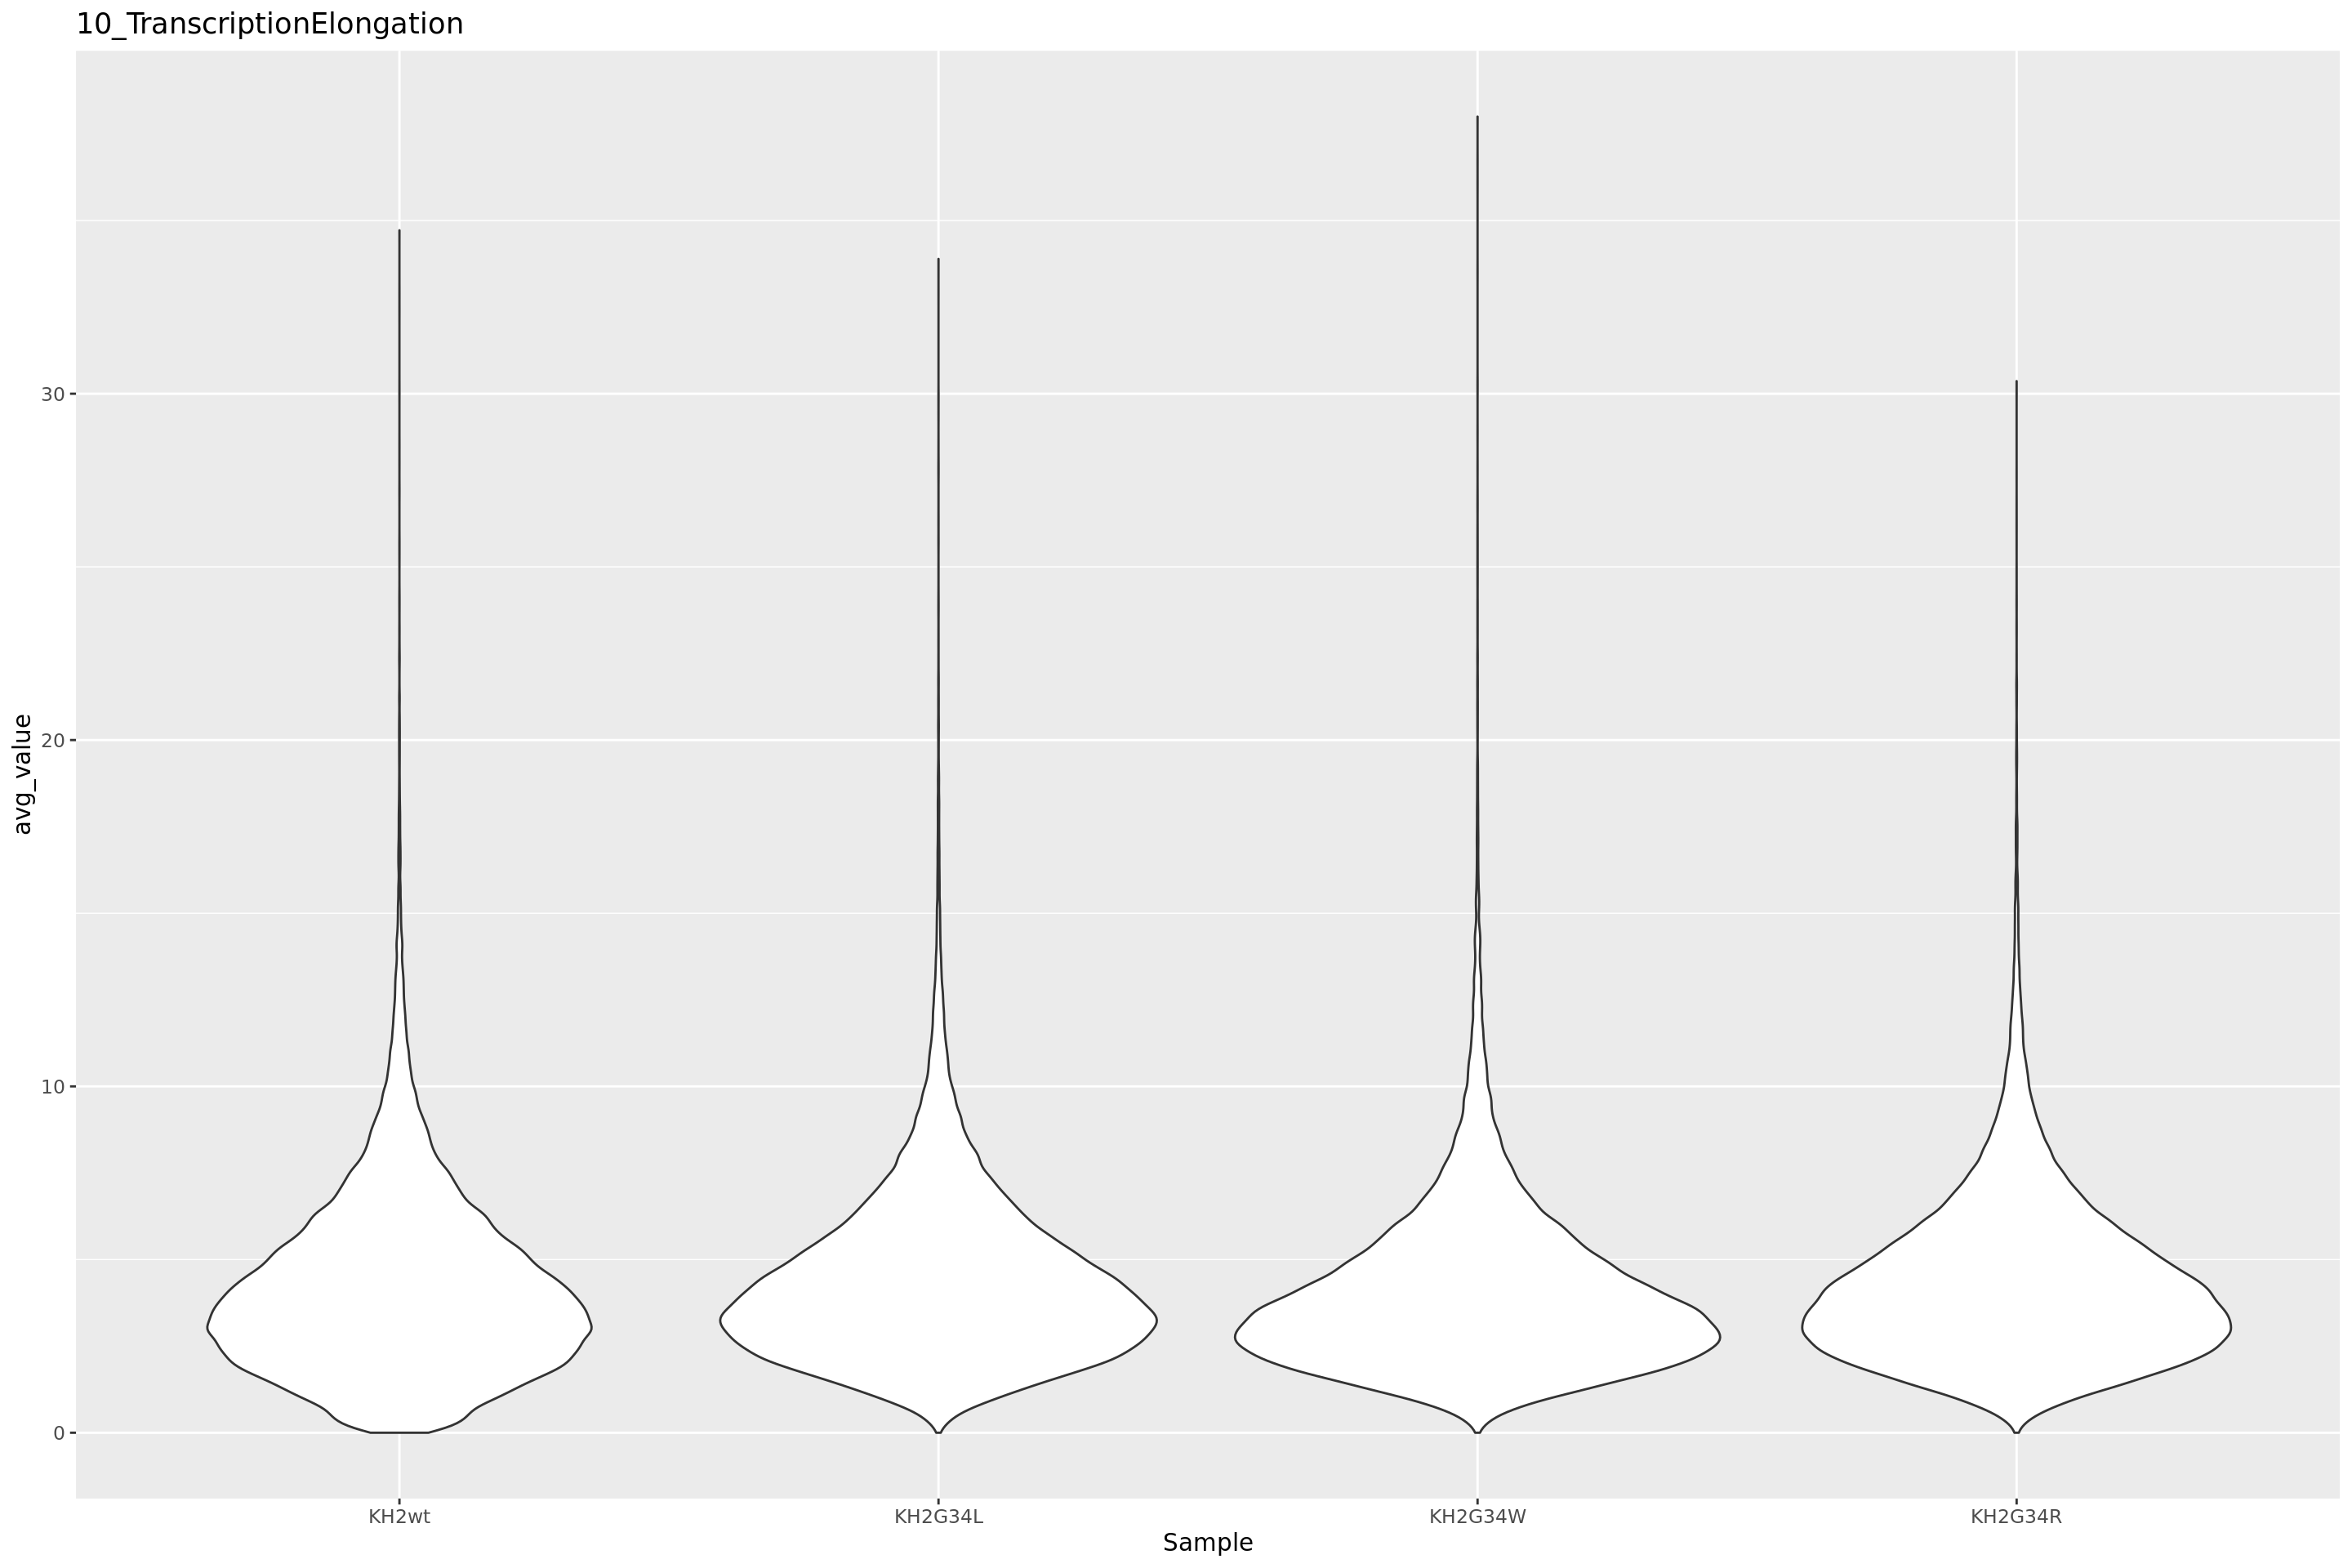 10_TranscriptionElongation
avg_value
30
20
10
0
KH2wt KH2G34L KH2G34W KH2G34R
Sample